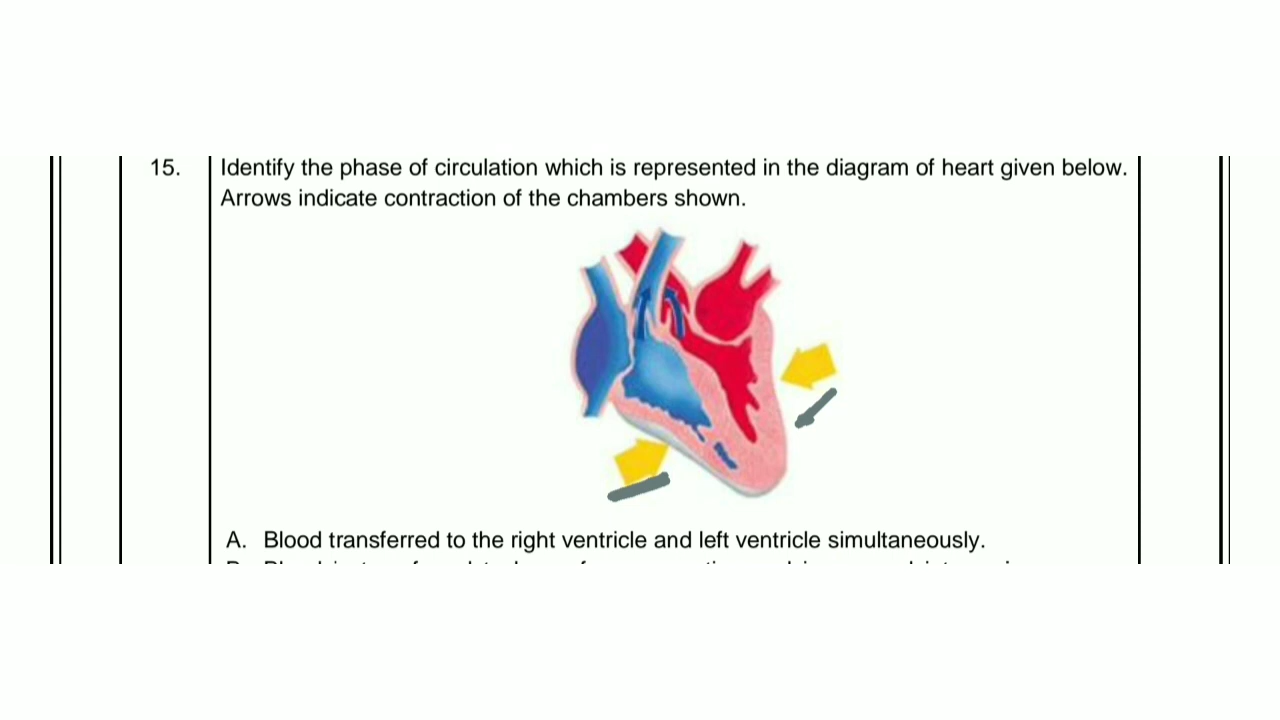 15.
Identify the phase of circulation which is represented in the diagram of heart given below.
Arrows indicate contraction of the chambers shown.
A. Blood transferred to the right ventricle and left ventricle simultaneously.